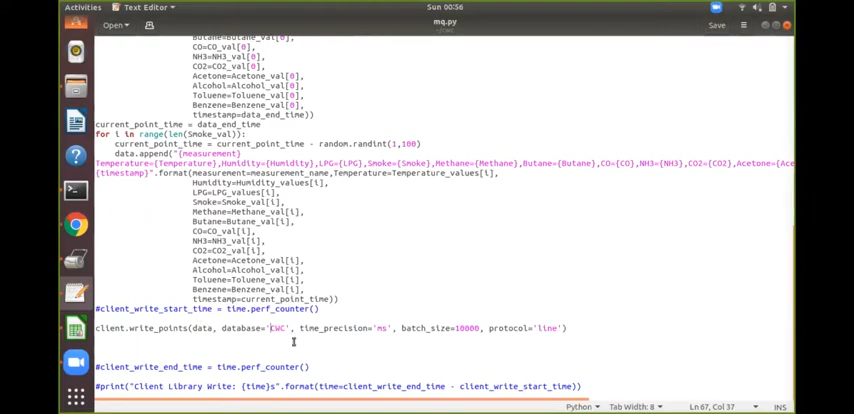 Activities Text Editor Sun 00:56
Open mq.py Save
~/cwc
Butane=Butane_val[0],
CO=CO_val[0],
NH3=NH3_val[0],
CO2=CO2_val[0],
Acetone=Acetone_val[0],
Alcohol=Alcohol_val[0],
Toluene=Toluene_val[0],
Benzene=Benzene_val[0],
timestamp=data_end_time))
current_point_time = data_end_time
for i in range(len(Smoke_val)):
current_point_time = current_point_time - random.randint(1,100)
data.append("{measurement}
Temperature={Temperature},Humidity={Humidity},LPG={LPG},Smoke={Smoke},Methane={Methane},Butane={Butane},CO={CO},NH3={NH3},CO2={CO2},Acetone={Ace
{timestamp}".format(measurement=measurement_name,Temperature=Temperature_values[i],
Humidity=Humidity_values[i],
LPG=LPG_values[i],
Smoke=Smoke_val[i],
Methane=Methane_val[i],
Butane=Butane_val[i],
CO=CO_val[i],
NH3=NH3_val[i],
CO2=CO2_val[i],
Acetone=Acetone_val[i],
Alcohol=Alcohol_val[i],
Toluene=Toluene_val[i],
Benzene=Benzene_val[i],
timestamp=current_point_time))
#client_write_start_time = time.perf_counter()
client.write_points(data, database='CWC', time_precision='ms', batch_size=10000, protocol='line')
#client_write_end_time = time.perf_counter()
#print("Client Library Write: {time}s".format(time=client_write_end_time - client_write_start_time))
Python Tab Width: 8 Ln 67, Col 37 INS